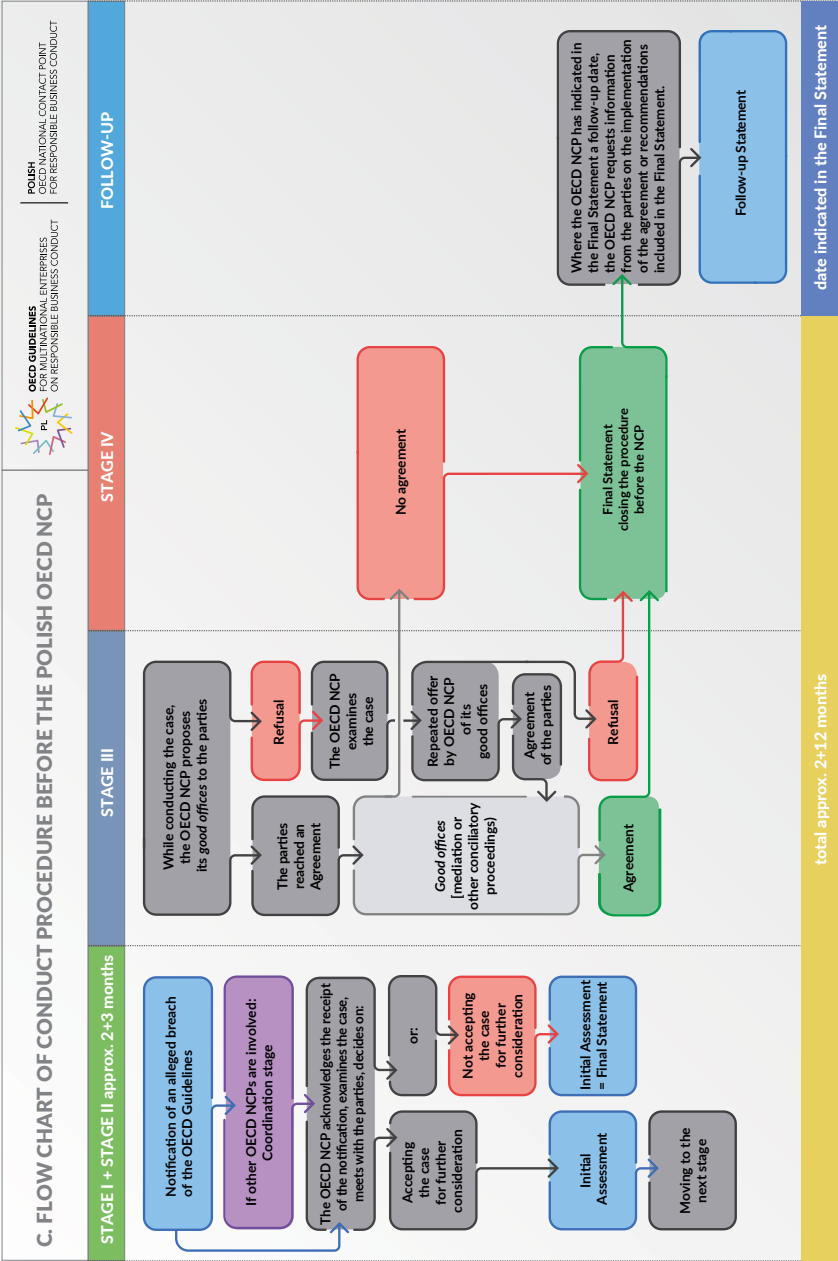 C. FLOW CHART OF CONDUCT PROCEDURE BEFORE THE POLISH OECD NCP
PL
OECD GUIDELINES
FOR MULTINATIONAL ENTERPRISES
ON RESPONSIBLE BUSINESS CONDUCT
POLISH
OECD NATIONAL CONTACT POINT
FOR RESPONSIBLE BUSINESS CONDUCT
STAGE I + STAGE II approx. 2+3 months
STAGE III
STAGE IV
FOLLOW-UP
Notification of an alleged breach
of the OECD Guidelines
If other OECD NCPs are involved:
Coordination stage
The OECD NCP acknowledges the receipt
of the notification, examines the case,
meets with the parties, decides on:
Accepting
the case
for further
consideration
or:
Not accepting
the case
for further
consideration
Initial
Assessment
Initial Assessment
= Final Statement
Moving to the
next stage
While conducting the case,
the OECD NCP proposes
its good offices to the parties
The parties
reached an
Agreement
Refusal
The OECD NCP
examines
the case
Good offices
[mediation or
other conciliatory
proceedings)
Repeated offer
by OECD NCP
of its
good offices
Agreement
of the parties
Agreement
Refusal
No agreement
Final Statement
closing the procedure
before the NCP
Where the OECD NCP has indicated in
the Final Statement a follow-up date,
the OECD NCP requests information
from the parties on the implementation
of the agreement or recommendations
included in the Final Statement.
Follow-up Statement
total approx. 2+12 months
date indicated in the Final Statement